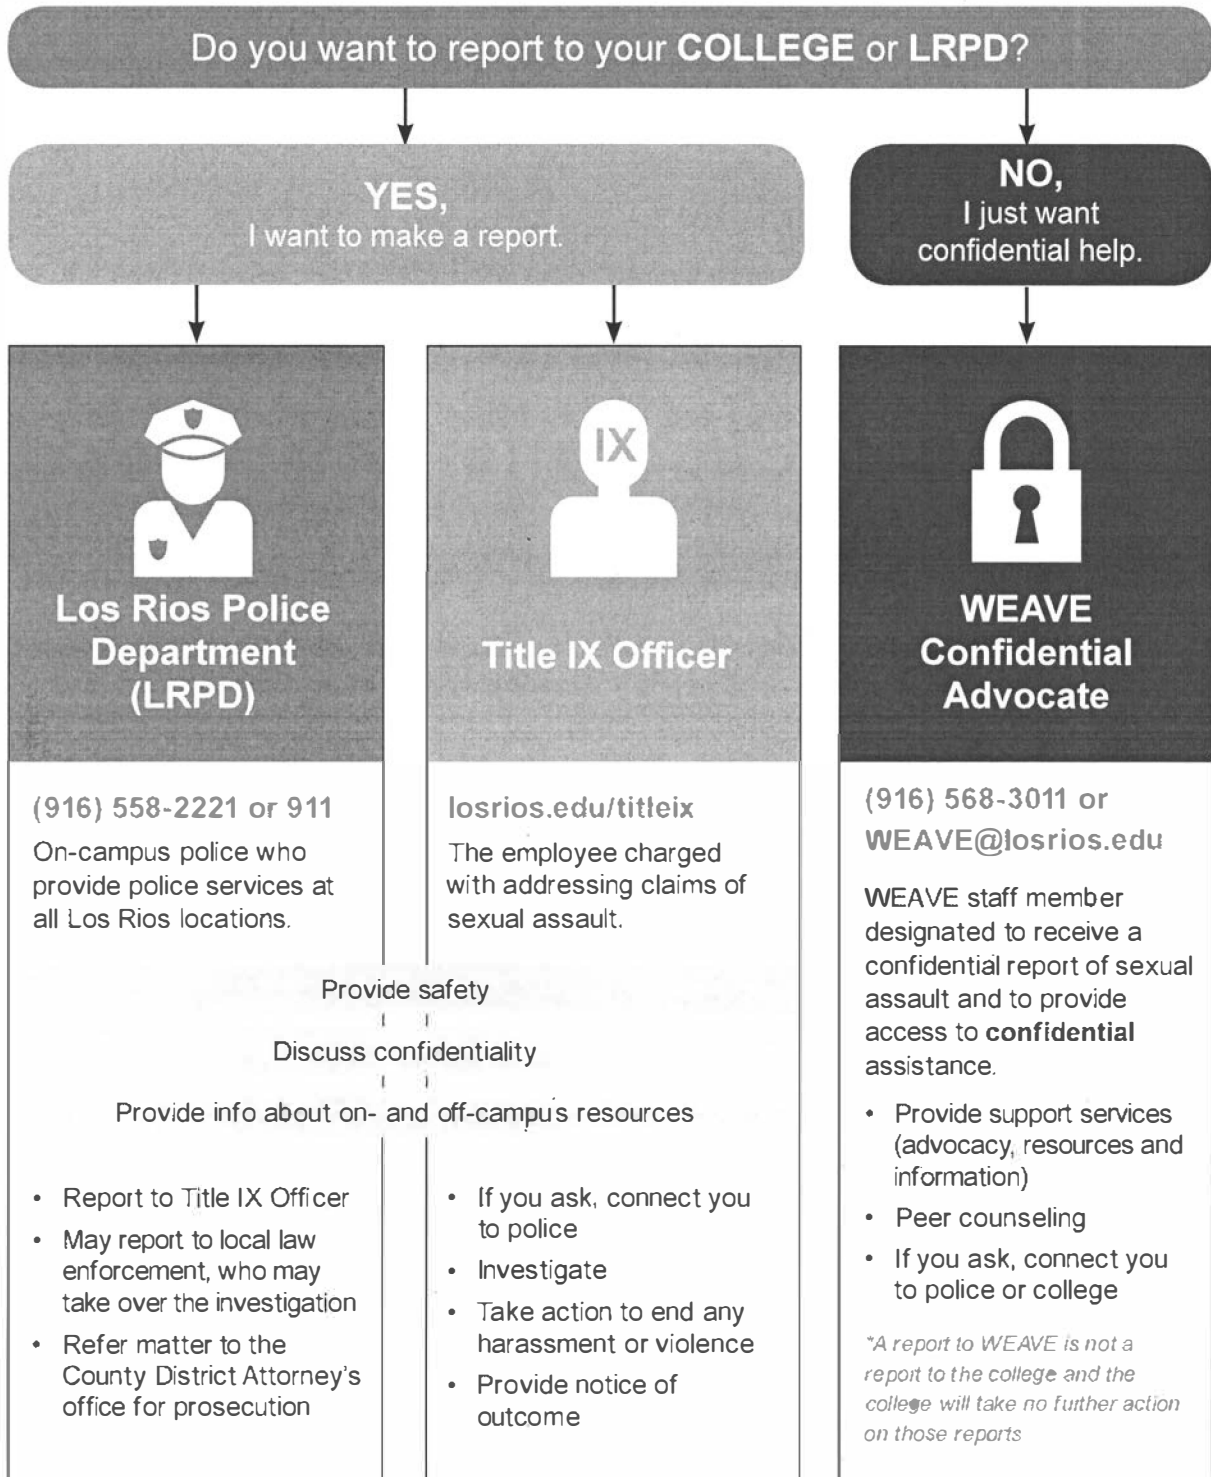 Do you want to report to your COLLEGE or LRPD?
YES,
I want to make a report.
NO,
I just want
confidential help.
Los Rios Police
Department
(LRPD)
(916) 558-2221 or 911
On-campus police who
provide police services at
all Los Rios locations.
IX
Title IX Officer
losrios.edu/titleix
The employee charged
with addressing claims of
sexual assault.
Provide safety
Discuss confidentiality
Provide info about on- and off-campus resources
• Report to Title IX Officer
• May report to local law
enforcement, who may
take over the investigation
• Refer matter to the
County District Attorney's
office for prosecution
• If you ask, connect you
to police
• Investigate
• Take action to end any
harassment or violence
• Provide notice of
outcome
WEAVE
Confidential
Advocate
(916) 568-3011 or
WEAVE@losrios.edu
WEAVE staff member
designated to receive a
confidential report of sexual
assault and to provide
access to confidential
assistance.
• Provide support services
(advocacy, resources and
information)
• Peer counseling
• If you ask, connect you
to police or college
*A report to WEAVE is not a
report to the college and the
college will take no further action
on those reports